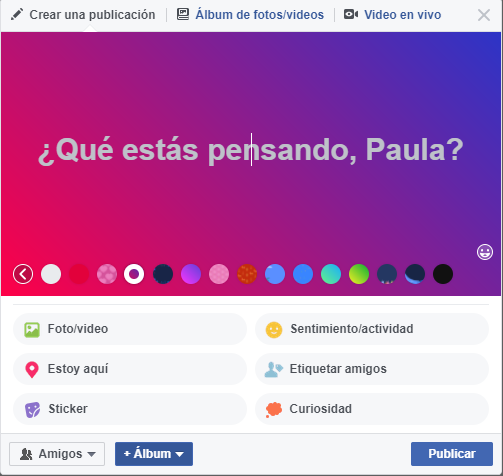 Crear una publicación Álbum de fotos/videos Video en vivo
¿Qué estás pensando, Paula?
Foto/video Sentimiento/actividad
Estoy aquí Etiquetar amigos
Sticker Curiosidad
Amigos + Álbum Publicar